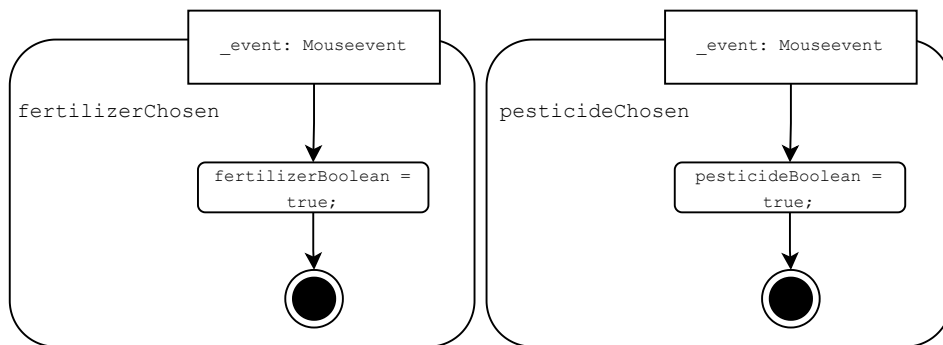 _event: Mouseevent
fertilizerChosen
fertilizerBoolean =
true;
_event: Mouseevent
pesticideChosen
pesticideBoolean =
true;